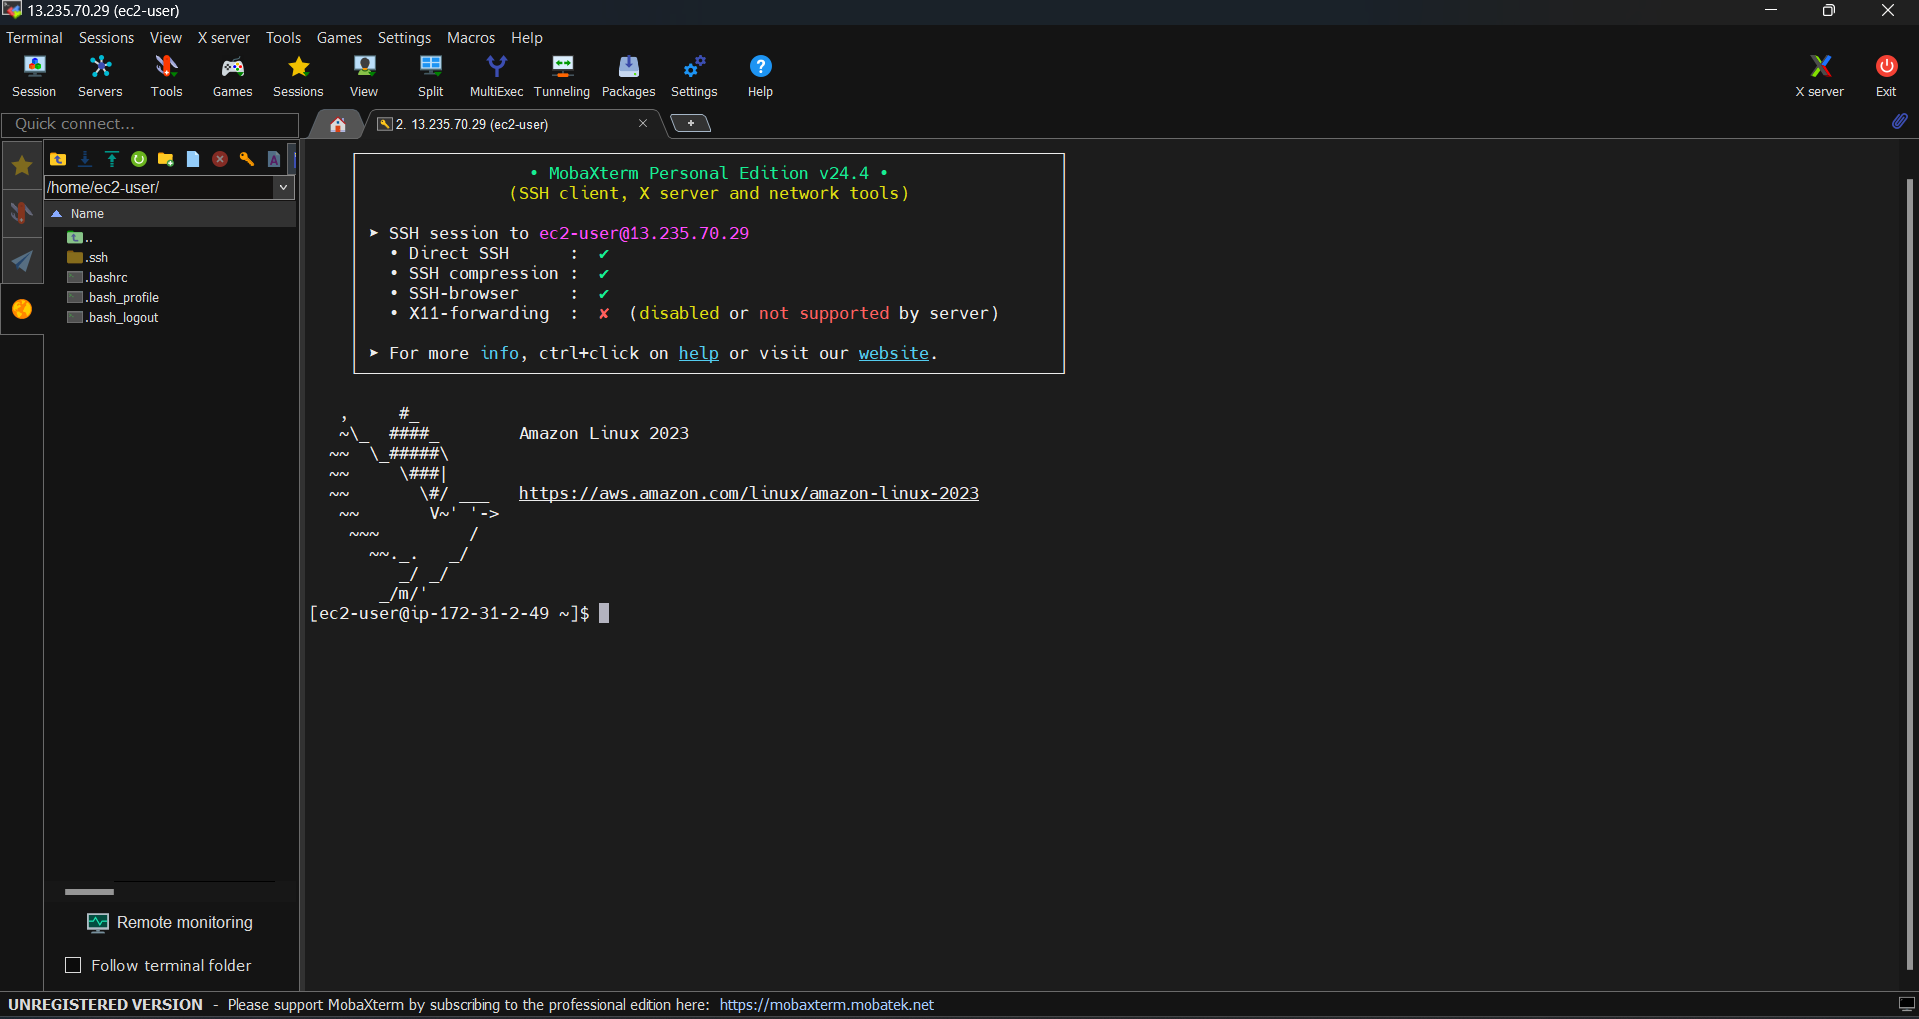 13.235.70.29 (ec2-user)
Terminal Sessions View X server Tools Games Settings Macros Help
Session Servers Tools Games Sessions View Split MultiExec Tunneling Packages Settings Help X server Exit
Quick connect...
2. 13.235.70.29 (ec2-user)
/home/ec2-user/
Name
..
.ssh
.bashrc
.bash_profile
.bash_logout
Remote monitoring
Follow terminal folder
• MobaXterm Personal Edition v24.4 •
(SSH client, X server and network tools)
➤ SSH session to ec2-user@13.235.70.29
• Direct SSH : ✔
• SSH compression : ✔
• SSH-browser : ✔
• X11-forwarding : ✘ (disabled or not supported by server)
➤ For more info, ctrl+click on help or visit our website.
   ,     #_
   ~\_  ####_        Amazon Linux 2023
  ~~  \_#####\
  ~~     \###|
  ~~       \#/ ___   https://aws.amazon.com/linux/amazon-linux-2023
   ~~       V~' '->
    ~~~         /
      ~~._.   _/
         _/ _/
       _/m/'
[ec2-user@ip-172-31-2-49 ~]$
UNREGISTERED VERSION - Please support MobaXterm by subscribing to the professional edition here: https://mobaxterm.mobatek.net